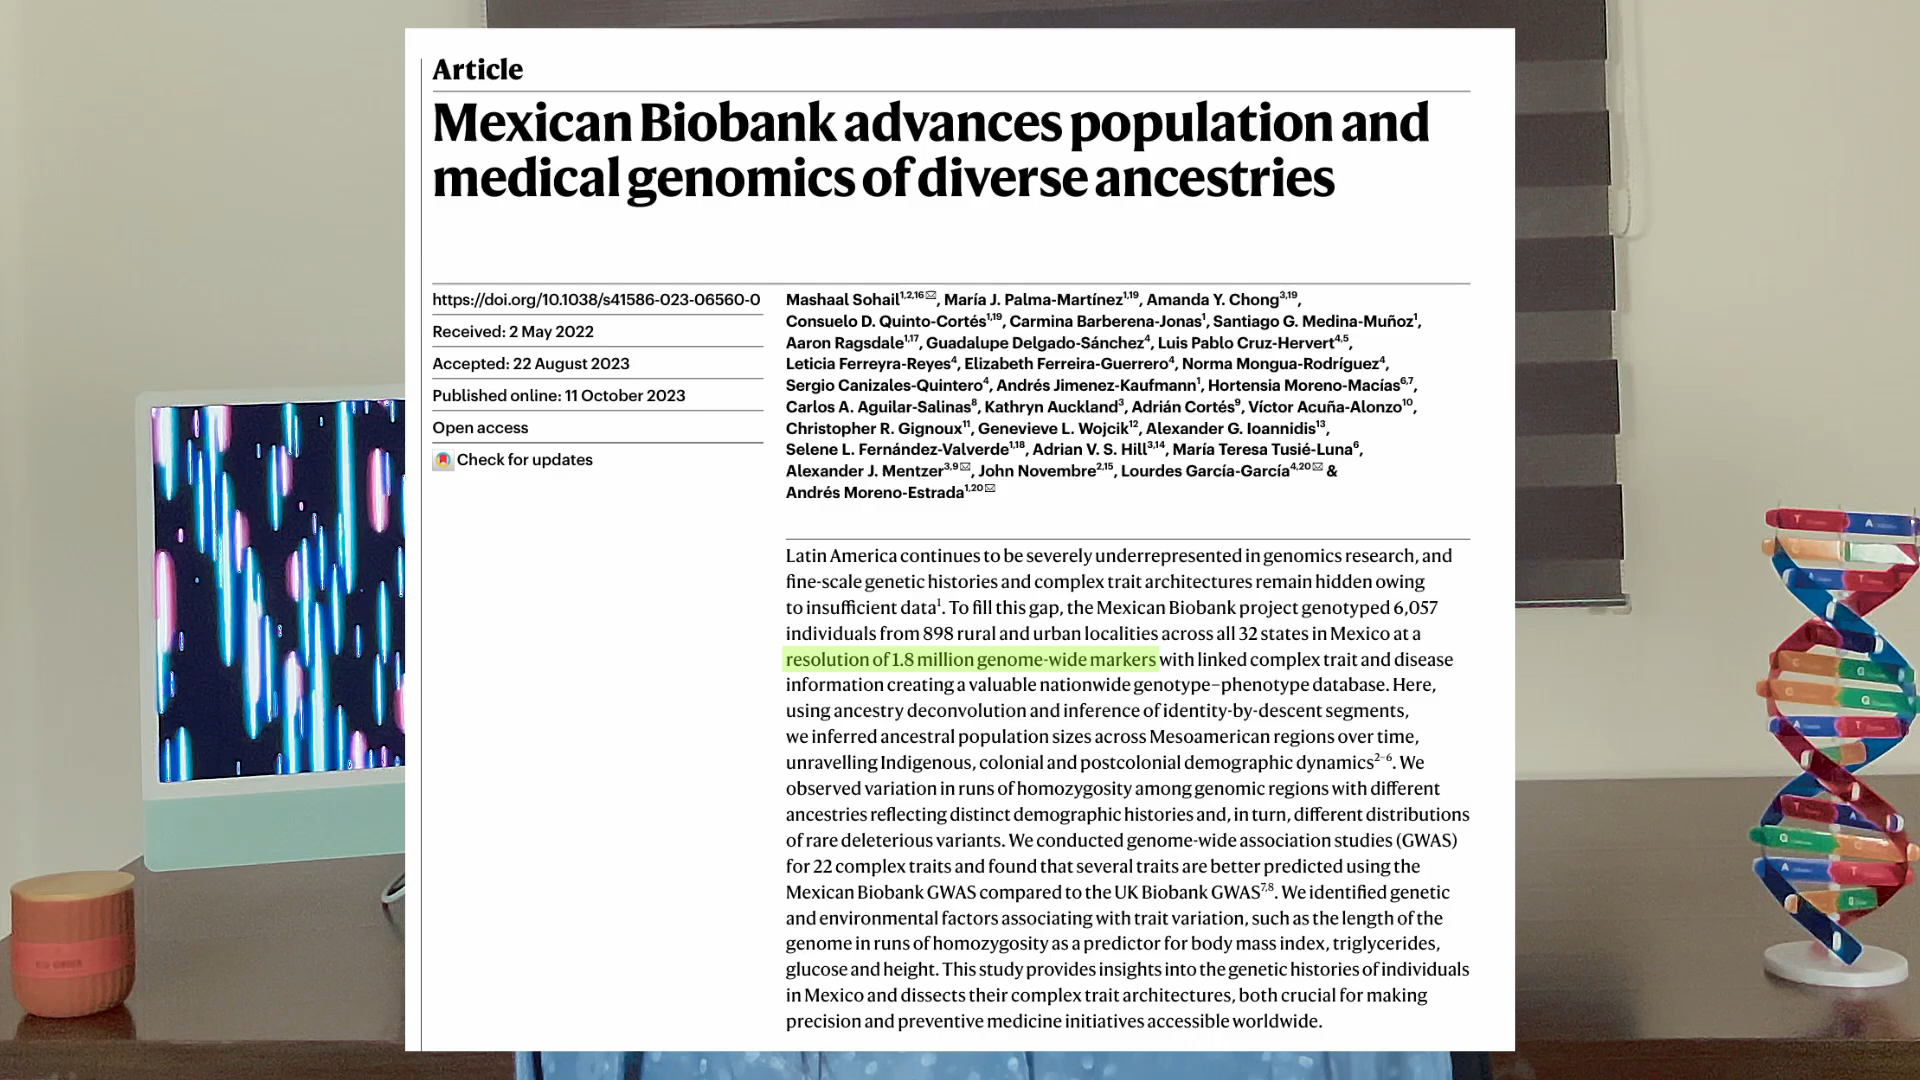 Article
Mexican Biobank advances population and
medical genomics of diverse ancestries
https://doi.org/10.1038/s41586-023-06560-0
Received: 2 May 2022
Accepted: 22 August 2023
Published online: 11 October 2023
Open access
Check for updates
Mashaal Sohail1,2,16✉, María J. Palma-Martínez1,19, Amanda Y. Chong3,19,
Consuelo D. Quinto-Cortés1,19, Carmina Barberena-Jonas1, Santiago G. Medina-Muñoz1,
Aaron Ragsdale1,17, Guadalupe Delgado-Sánchez4, Luis Pablo Cruz-Hervert4,5,
Leticia Ferreyra-Reyes4, Elizabeth Ferreira-Guerrero4, Norma Mongua-Rodríguez4,
Sergio Canizales-Quintero4, Andrés Jimenez-Kaufmann1, Hortensia Moreno-Macías6,7,
Carlos A. Aguilar-Salinas8, Kathryn Auckland3, Adrián Cortés9, Víctor Acuña-Alonzo10,
Christopher R. Gignoux11, Genevieve L. Wojcik12, Alexander G. Ioannidis13,
Selene L. Fernández-Valverde1,18, Adrian V. S. Hill3,14, María Teresa Tusié-Luna6,
Alexander J. Mentzer3,9✉, John Novembre2,15, Lourdes García-García4,20✉ &
Andrés Moreno-Estrada1,20✉
Latin America continues to be severely underrepresented in genomics research, and
fine-scale genetic histories and complex trait architectures remain hidden owing
to insufficient data1. To fill this gap, the Mexican Biobank project genotyped 6,057
individuals from 898 rural and urban localities across all 32 states in Mexico at a
resolution of 1.8 million genome-wide markers with linked complex trait and disease
information creating a valuable nationwide genotype–phenotype database. Here,
using ancestry deconvolution and inference of identity-by-descent segments,
we inferred ancestral population sizes across Mesoamerican regions over time,
unravelling Indigenous, colonial and postcolonial demographic dynamics2–6. We
observed variation in runs of homozygosity among genomic regions with different
ancestries reflecting distinct demographic histories and, in turn, different distributions
of rare deleterious variants. We conducted genome-wide association studies (GWAS)
for 22 complex traits and found that several traits are better predicted using the
Mexican Biobank GWAS compared to the UK Biobank GWAS7,8. We identified genetic
and environmental factors associating with trait variation, such as the length of the
genome in runs of homozygosity as a predictor for body mass index, triglycerides,
glucose and height. This study provides insights into the genetic histories of individuals
in Mexico and dissects their complex trait architectures, both crucial for making
precision and preventive medicine initiatives accessible worldwide.
T A
T
G
G
T
G
A
G